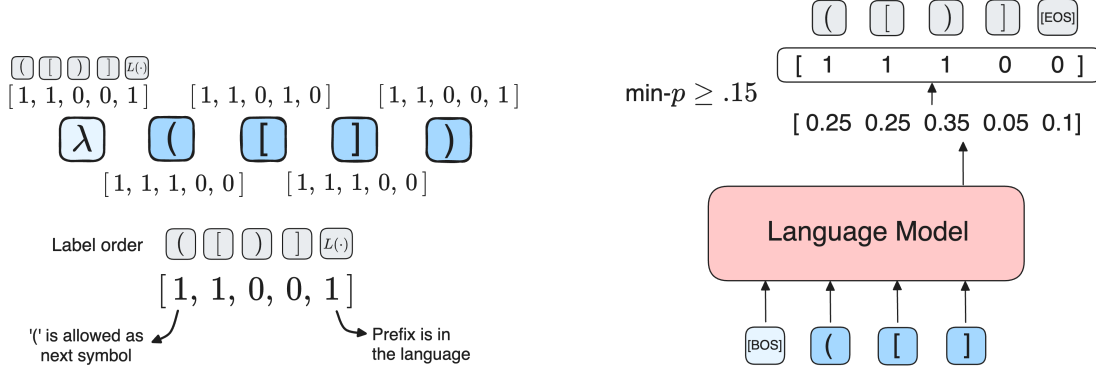 ( [ ) ] L(·)
[1, 1, 0, 0, 1] [1, 1, 0, 1, 0] [1, 1, 0, 0, 1]
λ ( [ ] )
[1, 1, 1, 0, 0] [1, 1, 1, 0, 0]
Label order ( [ ) ] L(·)
[1, 1, 0, 0, 1]
'(' is allowed as
next symbol
Prefix is in
the language
( [ ) ] [EOS]
[ 1 1 1 0 0 ]
min-p ≥ .15
[ 0.25 0.25 0.35 0.05 0.1]
Language Model
[BOS] ( [ ]